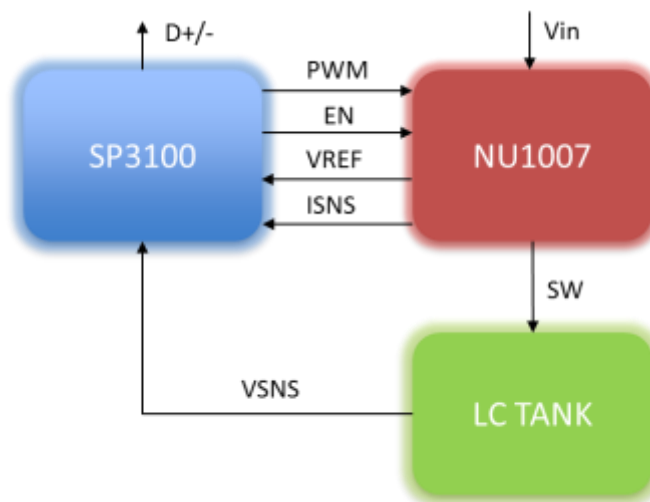 D+/-
Vin
PWM
EN
SP3100
NU1007
VREF
ISNS
SW
VSNS
LC TANK